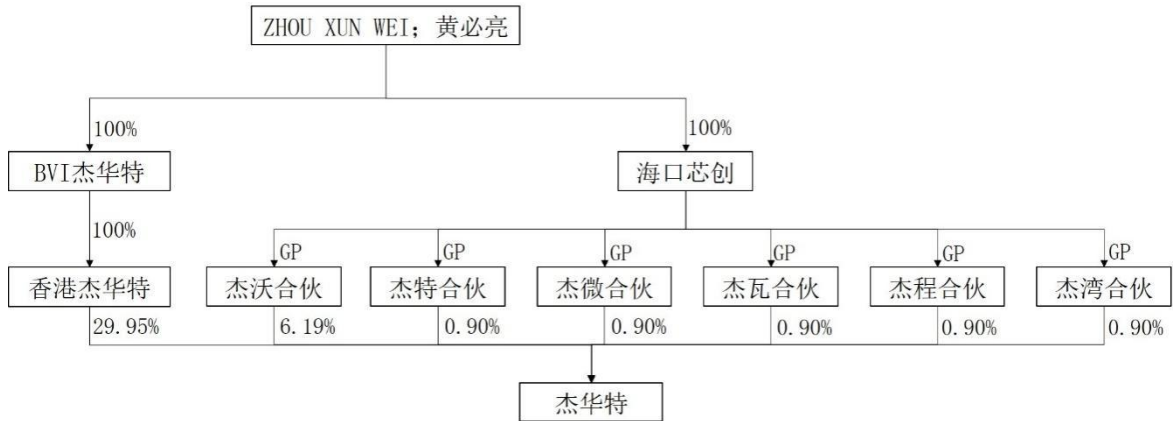 ZHOU XUN WEI；黄必亮
100%
100%
BVI杰华特
海口芯创
100%
GP
GP
GP
GP
GP
GP
香港杰华特
杰沃合伙
杰特合伙
杰微合伙
杰瓦合伙
杰程合伙
杰湾合伙
29.95%
6.19%
0.90%
0.90%
0.90%
0.90%
0.90%
杰华特